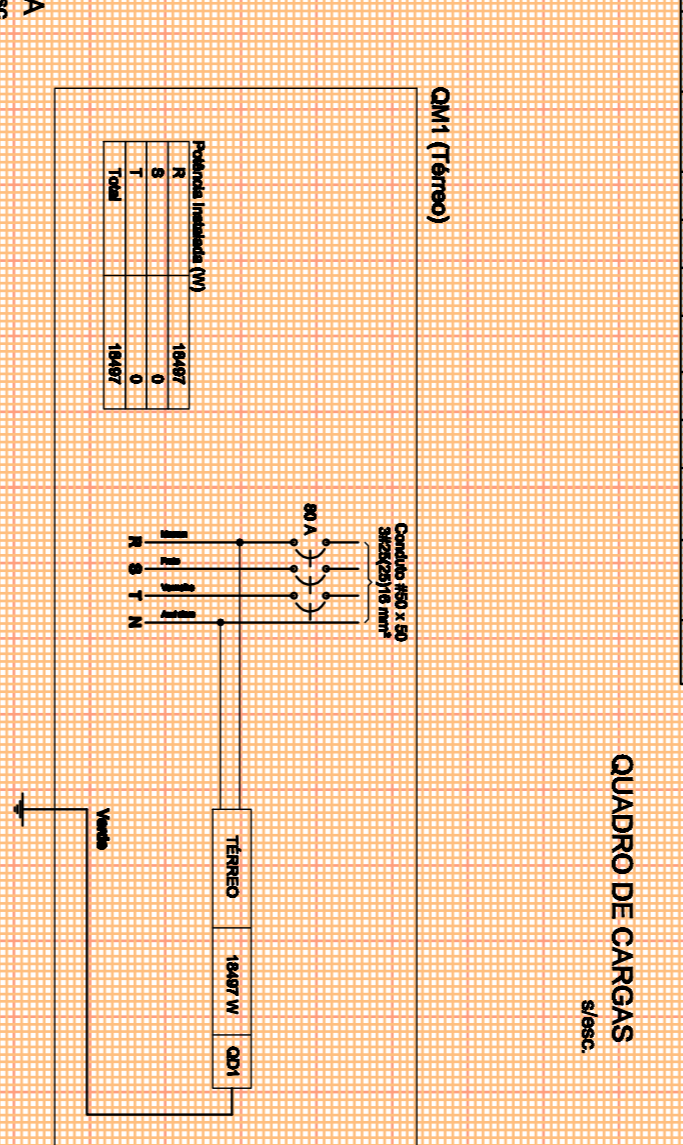 QUADRO DE CARGAS
s/esc.
QM1 (Térreo)
Conduto #50 x 50
3#25(25)16 mm²
80 A
Potência Instalada (W)
R 18497
S 0
T 0
Total 18497
Vermelho
R
S
T
N
TÉRREO 18497 W QD1
Verde
A